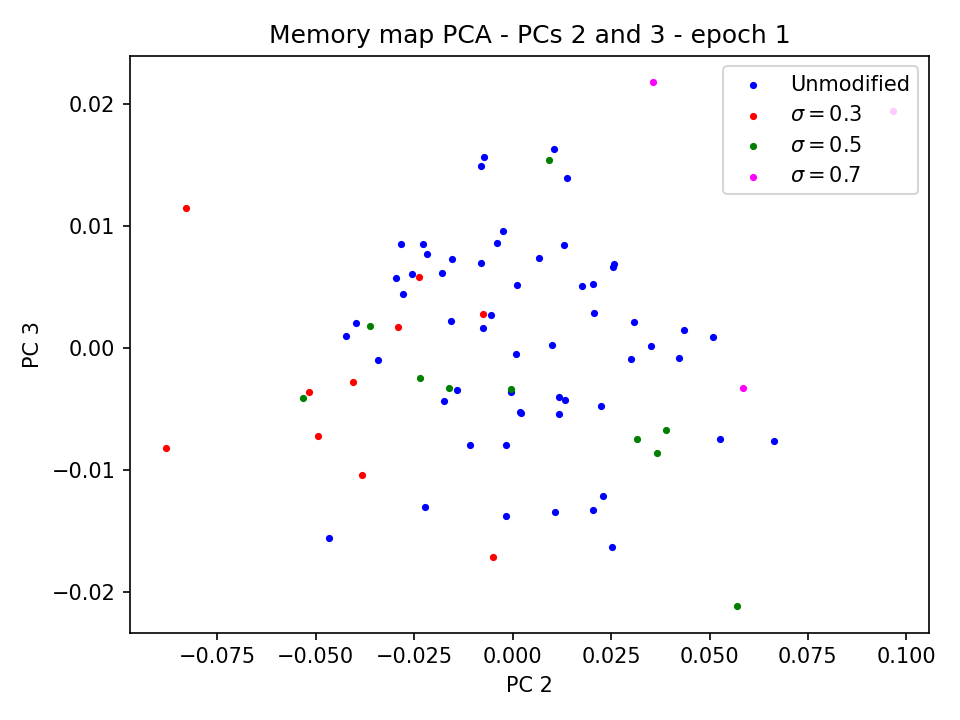 Memory map PCA - PCs 2 and 3 - epoch 1
Unmodified
σ = 0.3
σ = 0.5
σ = 0.7
0.02
0.01
0.00
−0.01
−0.02
PC 3
−0.075
−0.050
−0.025
0.000
0.025
0.050
0.075
0.100
PC 2